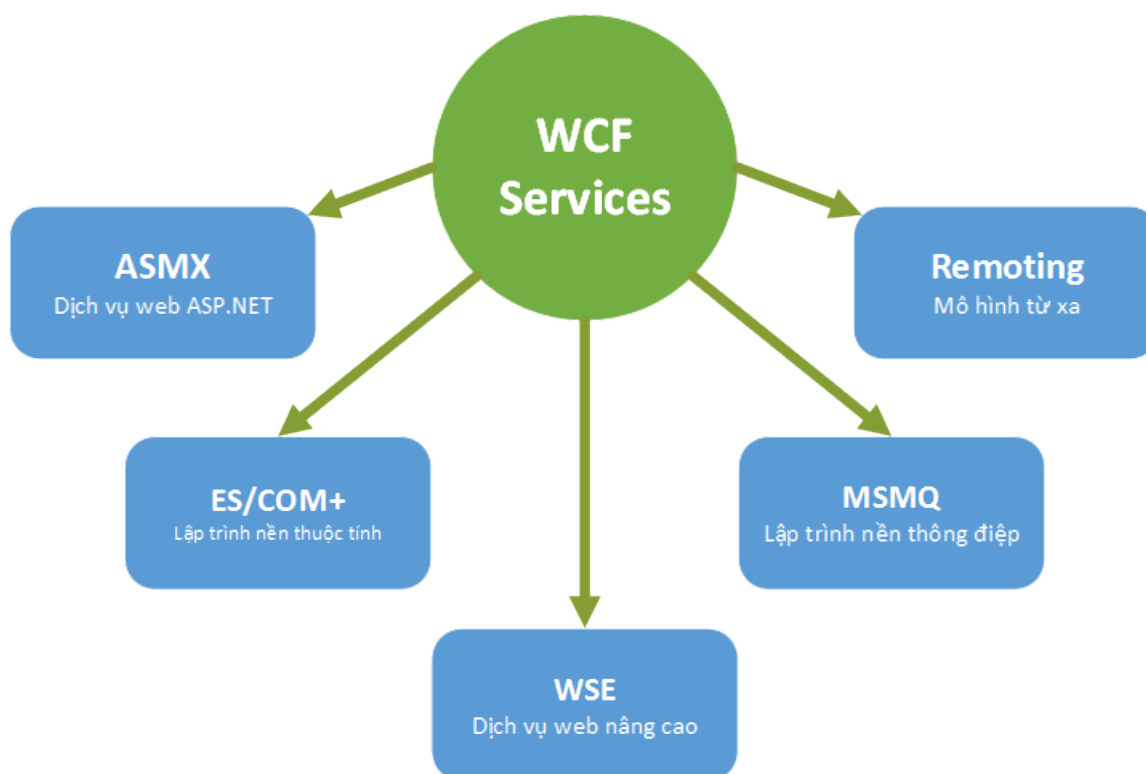 WCF
Services
ASMX
Dịch vụ web ASP.NET
Remoting
Mô hình từ xa
ES/COM+
Lập trình nền thuộc tính
MSMQ
Lập trình nền thông điệp
WSE
Dịch vụ web nâng cao